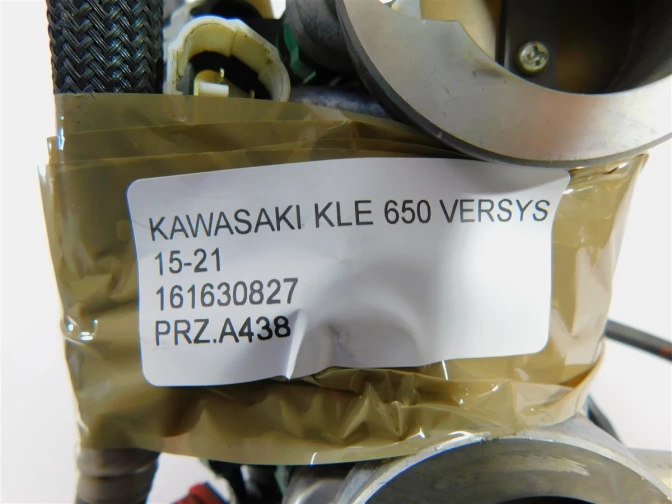 KAWASAKI KLE 650 VERSYS
15-21
161630827
PRZ.A438